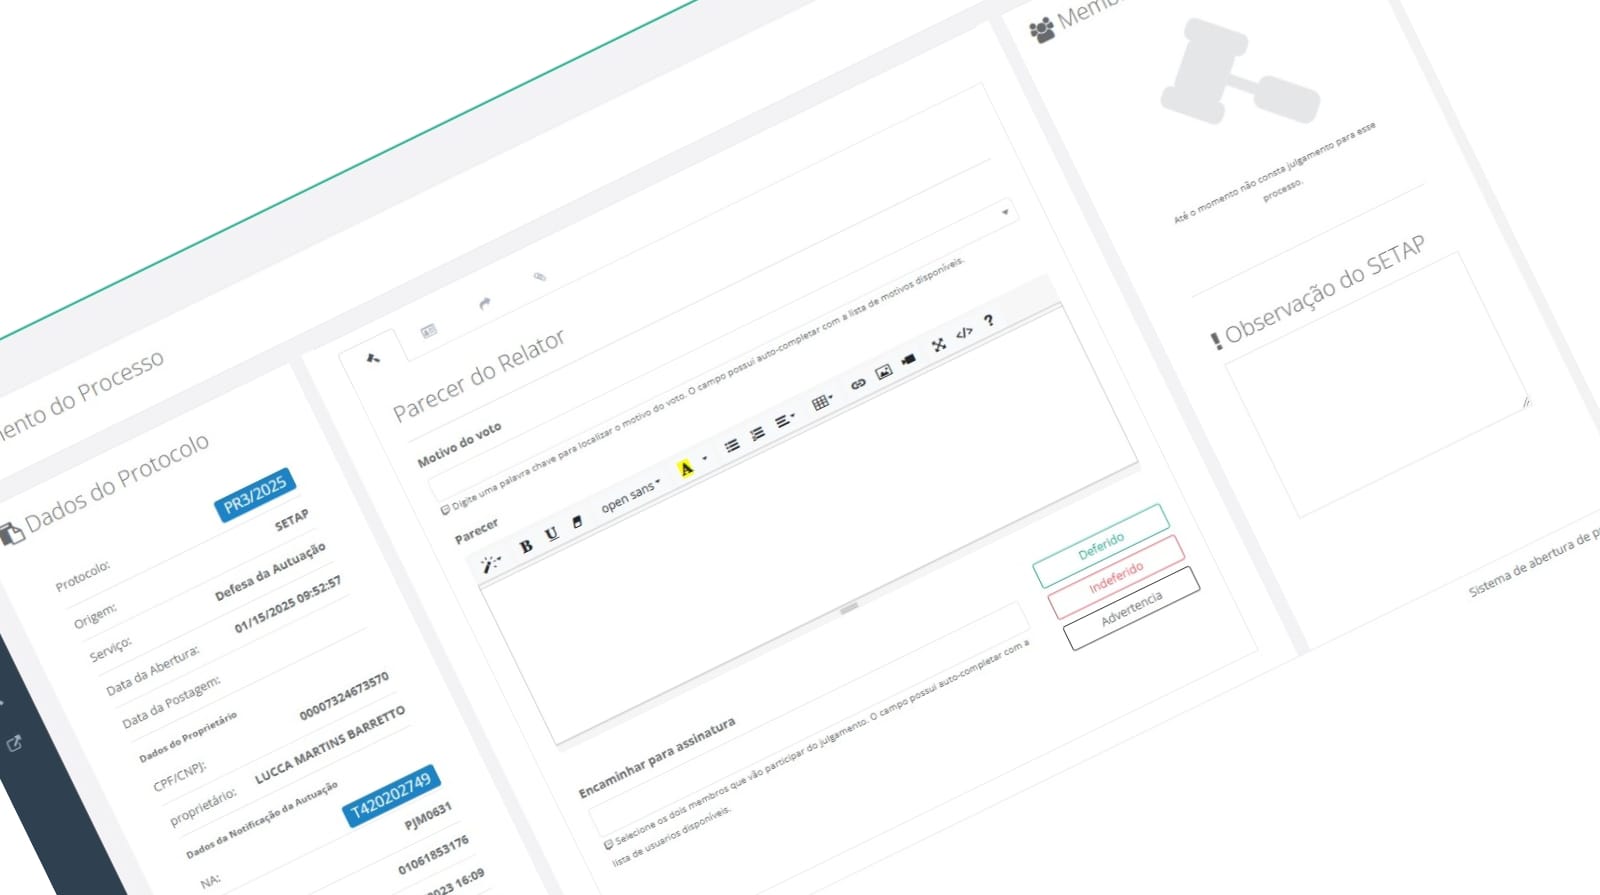 ento do Processo
Dados do Protocolo
Protocolo:
PR3/2025
Origem:
SETAP
Serviço:
Defesa da Autuação
Data da Abertura:
01/15/2025 09:52:57
Data da Postagem:
Dados do Proprietário
CPF/CNPJ:
00007324673570
proprietário:
LUCCA MARTINS BARRETTO
Dados da Notificação da Autuação
NA:
T420202749
PJM0631
01061853176
2023 16:09
Parecer do Relator
Motivo do voto
Digite uma palavra chave para localizar o motivo do voto. O campo possui auto-completar com a lista de motivos disponíveis.
Parecer
B U open sans A </> ?
Deferido
Indeferido
Advertencia
Encaminhar para assinatura
Selecione os dois membros que vão participar do julgamento. O campo possui auto-completar com a
lista de usuarios disponíveis.
Memb
Até o momento não consta julgamento para esse
processo.
! Observação do SETAP
Sistema de abertura de p